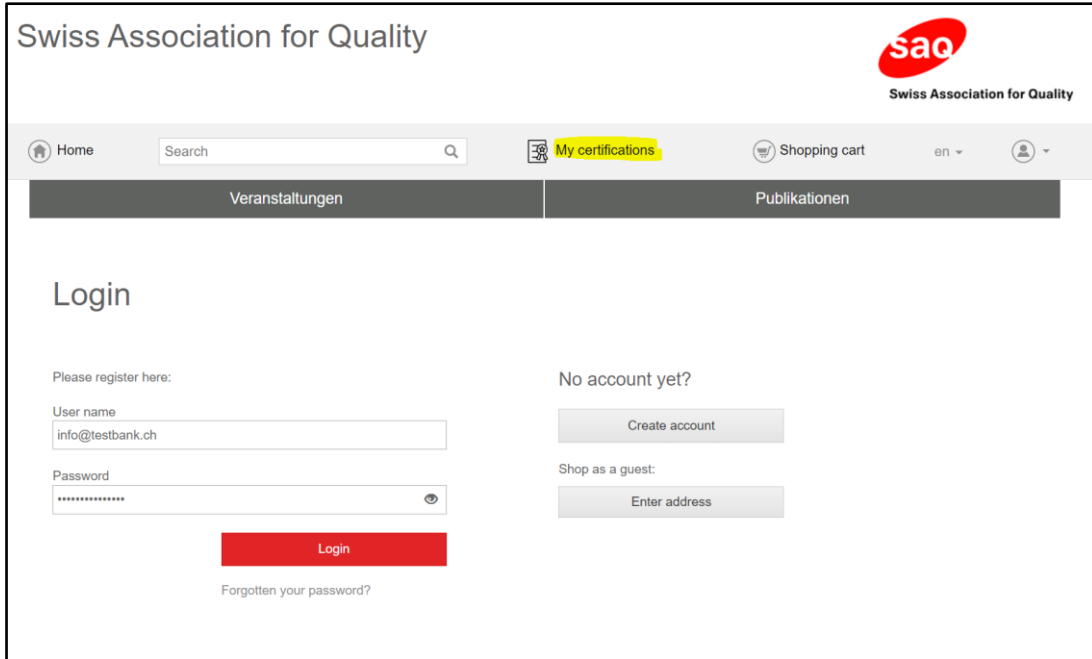 Swiss Association for Quality
saq
Swiss Association for Quality
Home
Search
My certifications
Shopping cart
en
Veranstaltungen
Publikationen
Login
Please register here:
User name
info@testbank.ch
Password
•••••••••••••••
Login
Forgotten your password?
No account yet?
Create account
Shop as a guest:
Enter address